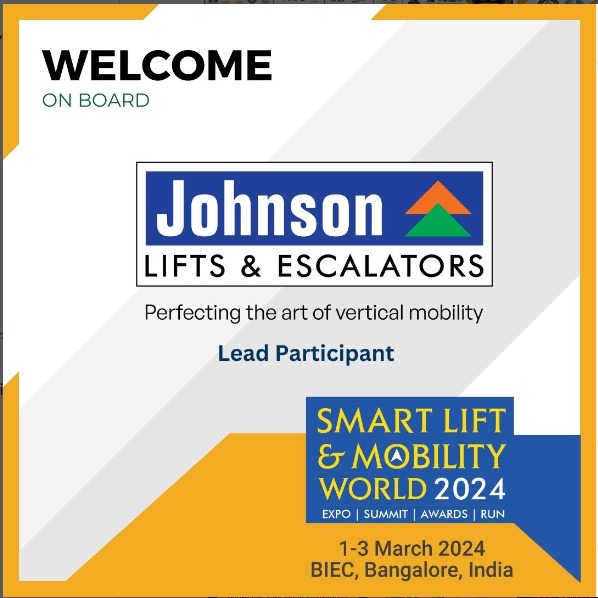 WELCOME
ON BOARD
Johnson
LIFTS & ESCALATORS
Perfecting the art of vertical mobility
Lead Participant
SMART LIFT
& MOBILITY
WORLD 2024
EXPO | SUMMIT | AWARDS | RUN
1-3 March 2024
BIEC, Bangalore, India